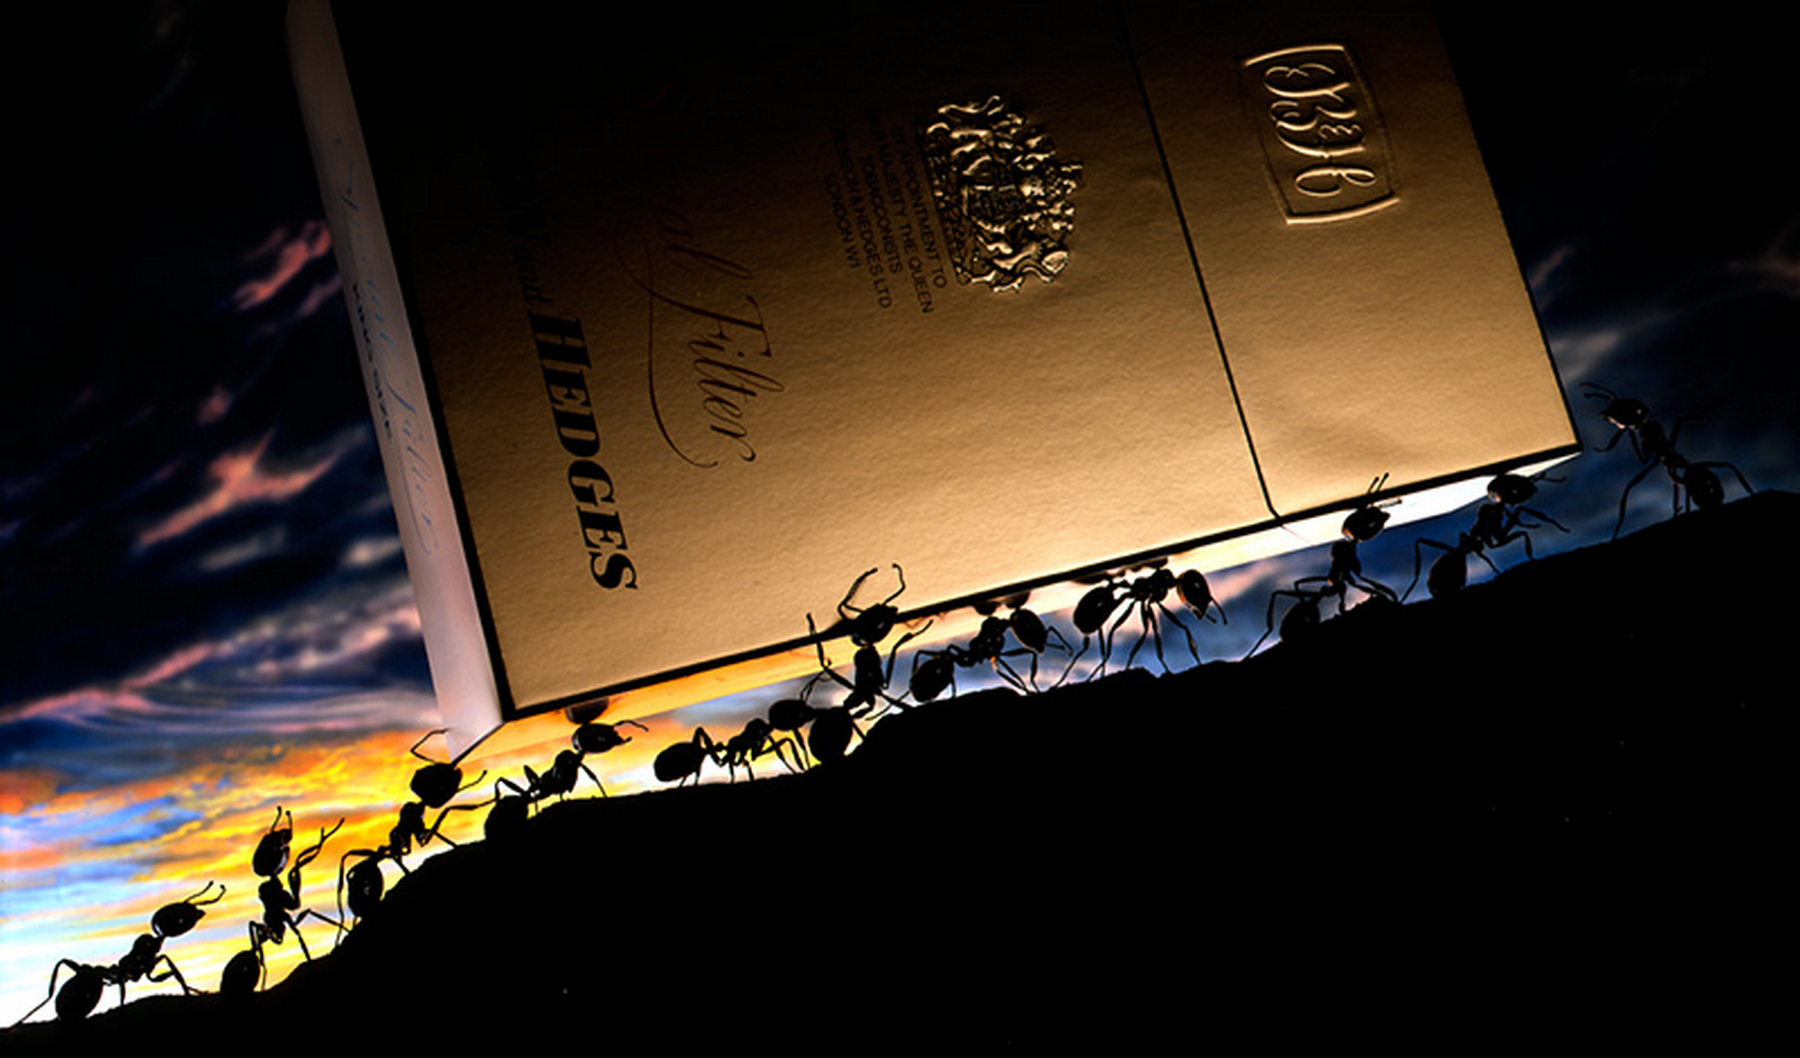 B&H
BY APPOINTMENT TO
HER MAJESTY THE QUEEN
TOBACCONISTS
BENSON & HEDGES LTD
LONDON W1
Filter
and HEDGES